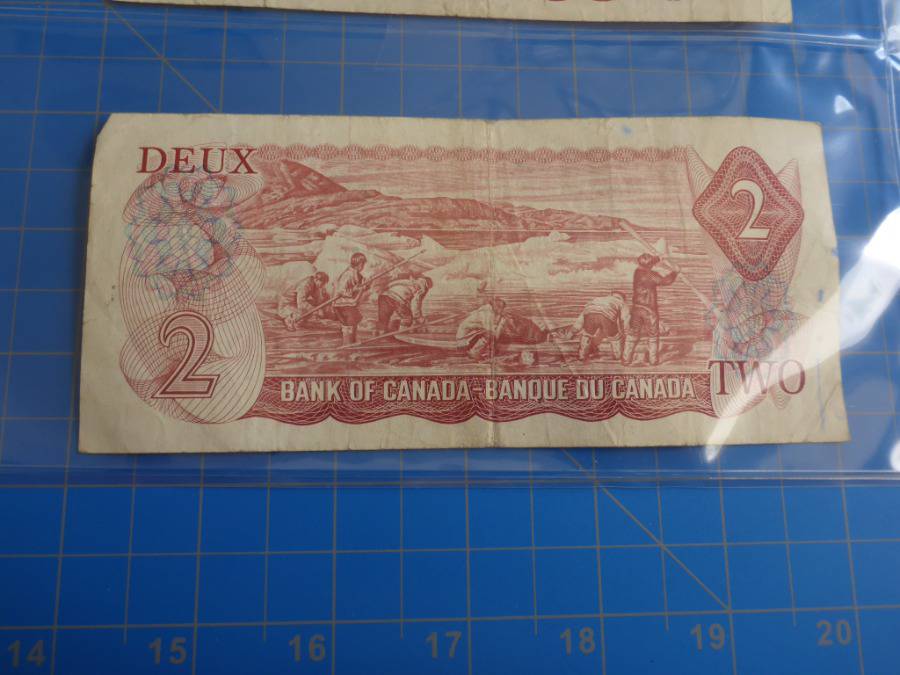 DEUX
2
2
BANK OF CANADA-BANQUE DU CANADA
TWO
14 15 16 17 18 19 20